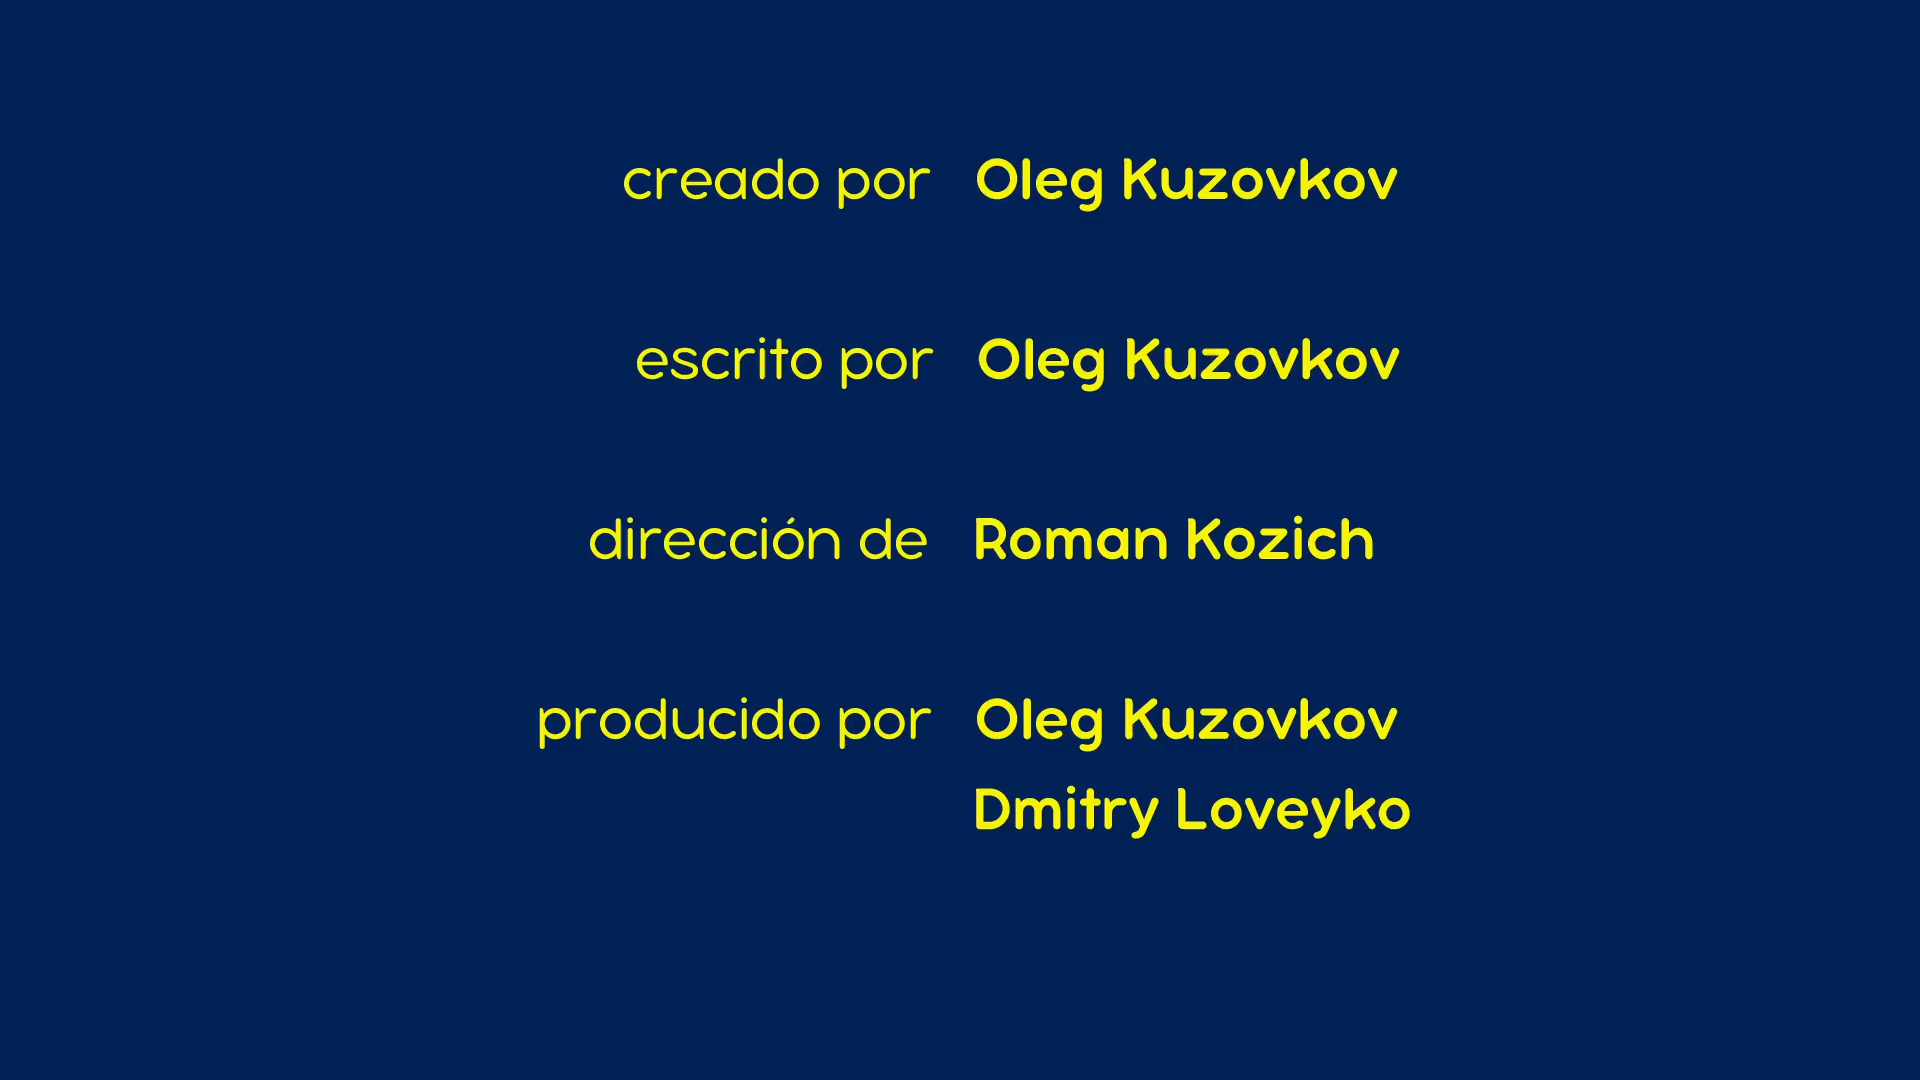 creado por Oleg Kuzovkov
escrito por Oleg Kuzovkov
dirección de Roman Kozich
producido por Oleg Kuzovkov
Dmitry Loveyko